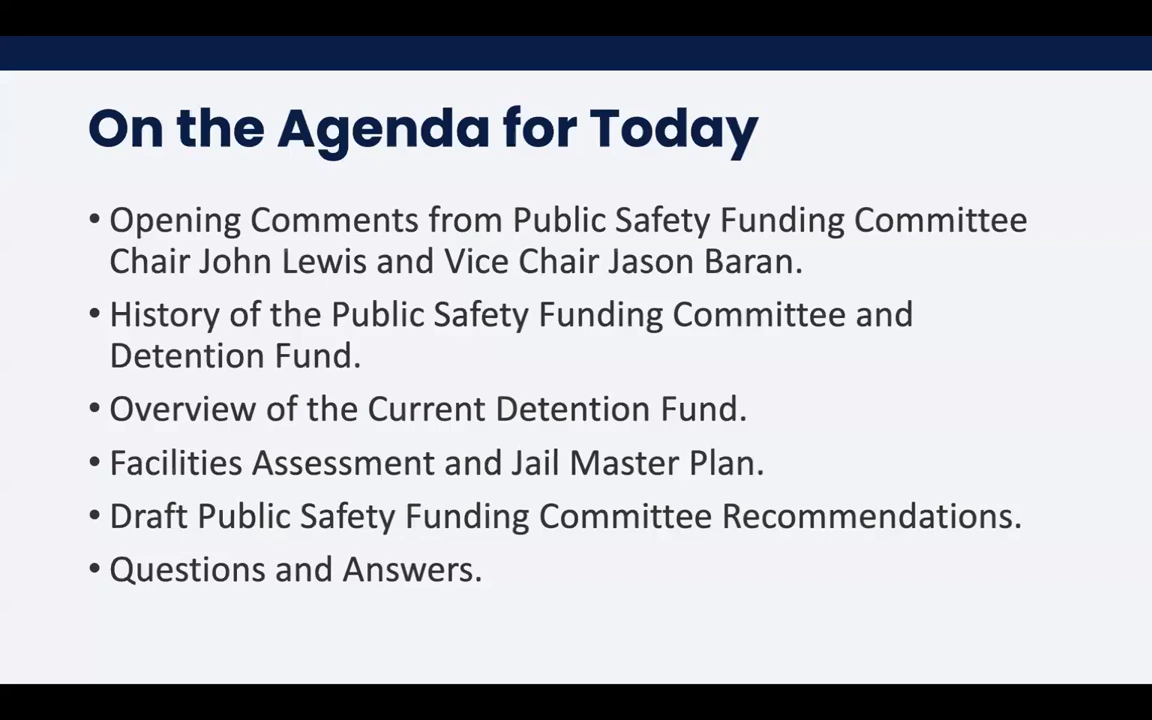 On the Agenda for Today
• Opening Comments from Public Safety Funding Committee
Chair John Lewis and Vice Chair Jason Baran.
• History of the Public Safety Funding Committee and
Detention Fund.
• Overview of the Current Detention Fund.
• Facilities Assessment and Jail Master Plan.
• Draft Public Safety Funding Committee Recommendations.
• Questions and Answers.